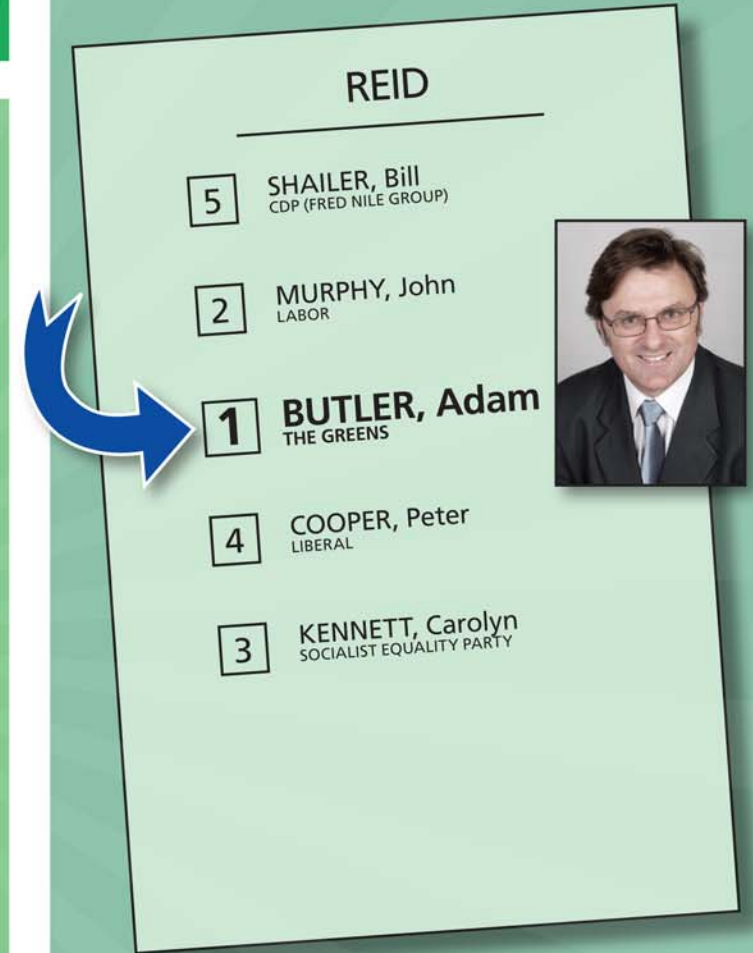 REID
5 SHAILER, Bill
CDP (FRED NILE GROUP)
2 MURPHY, John
LABOR
1 BUTLER, Adam
THE GREENS
4 COOPER, Peter
LIBERAL
3 KENNETT, Carolyn
SOCIALIST EQUALITY PARTY